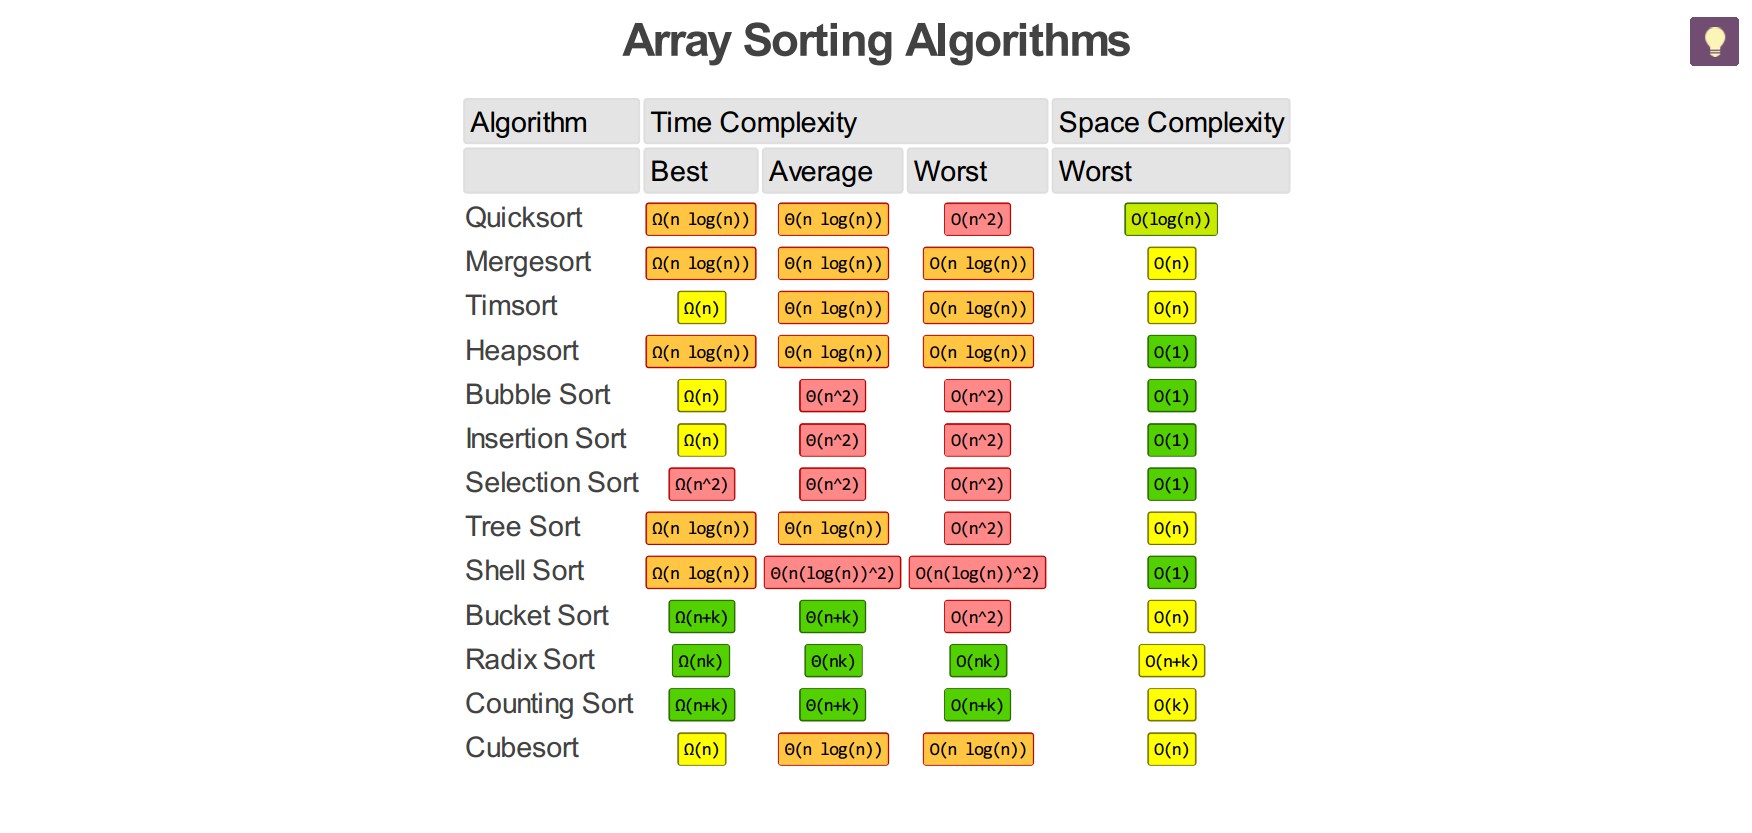 Array Sorting Algorithms
Algorithm Time Complexity Space Complexity
Best Average Worst Worst
Quicksort Ω(n log(n)) Θ(n log(n)) O(n^2) O(log(n))
Mergesort Ω(n log(n)) Θ(n log(n)) O(n log(n)) O(n)
Timsort Ω(n) Θ(n log(n)) O(n log(n)) O(n)
Heapsort Ω(n log(n)) Θ(n log(n)) O(n log(n)) O(1)
Bubble Sort Ω(n) Θ(n^2) O(n^2) O(1)
Insertion Sort Ω(n) Θ(n^2) O(n^2) O(1)
Selection Sort Ω(n^2) Θ(n^2) O(n^2) O(1)
Tree Sort Ω(n log(n)) Θ(n log(n)) O(n^2) O(n)
Shell Sort Ω(n log(n)) Θ(n(log(n))^2) O(n(log(n))^2) O(1)
Bucket Sort Ω(n+k) Θ(n+k) O(n^2) O(n)
Radix Sort Ω(nk) Θ(nk) O(nk) O(n+k)
Counting Sort Ω(n+k) Θ(n+k) O(n+k) O(k)
Cubesort Ω(n) Θ(n log(n)) O(n log(n)) O(n)